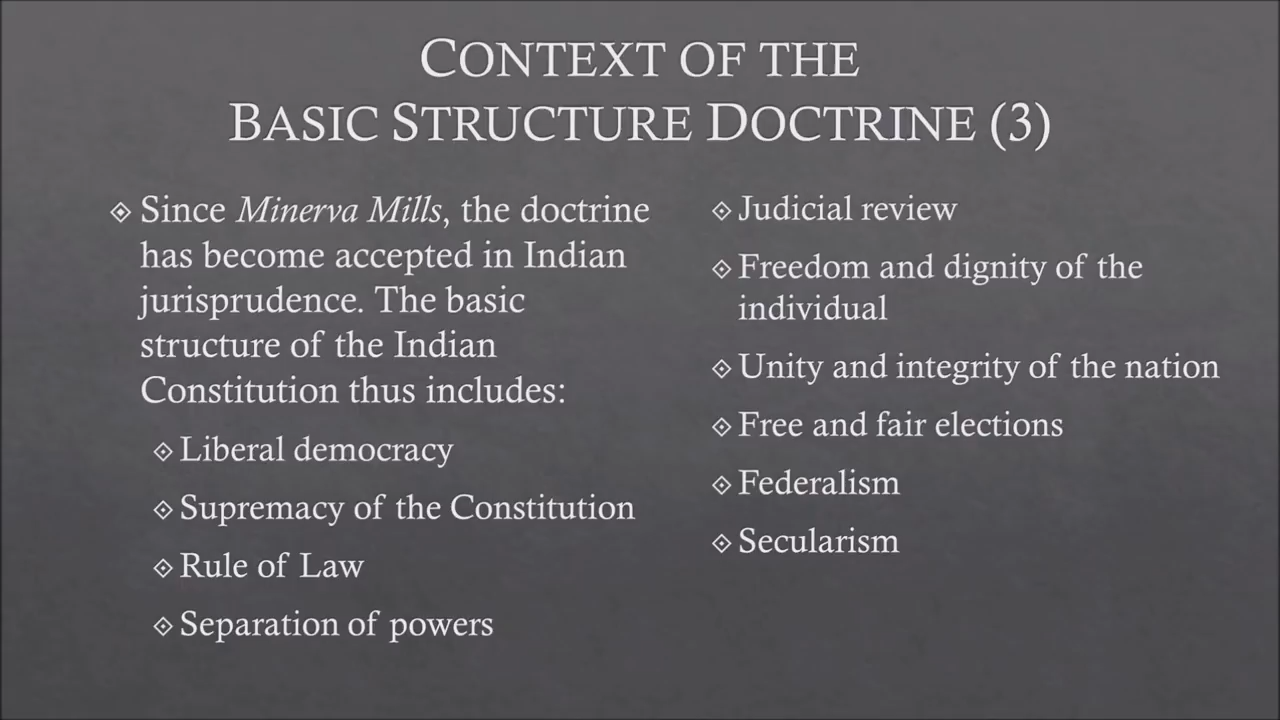 CONTEXT OF THE
BASIC STRUCTURE DOCTRINE (3)
Since Minerva Mills, the doctrine
has become accepted in Indian
jurisprudence. The basic
structure of the Indian
Constitution thus includes:
Liberal democracy
Supremacy of the Constitution
Rule of Law
Separation of powers
Judicial review
Freedom and dignity of the
individual
Unity and integrity of the nation
Free and fair elections
Federalism
Secularism